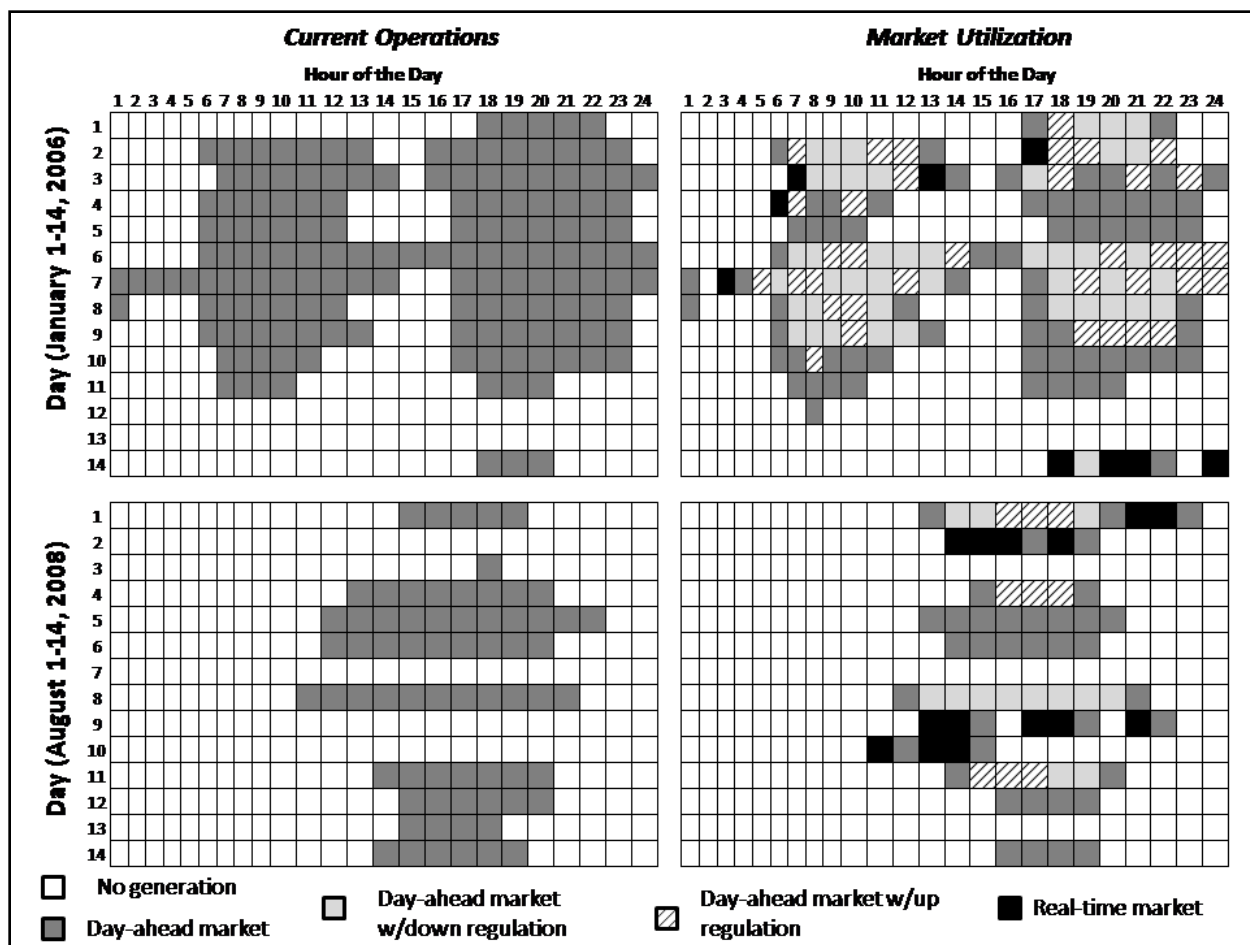 Current Operations
Market Utilization
Hour of the Day
Hour of the Day
1 2 3 4 5 6 7 8 9 10 11 12 13 14 15 16 17 18 19 20 21 22 23 24
1 2 3 4 5 6 7 8 9 10 11 12 13 14 15 16 17 18 19 20 21 22 23 24
Day (January 1-14, 2006)
1
2
3
4
5
6
7
8
9
10
11
12
13
14
Day (August 1-14, 2008)
1
2
3
4
5
6
7
8
9
10
11
12
13
14
No generation
Day-ahead market
Day-ahead market
w/down regulation
Day-ahead market w/up
regulation
Real-time market